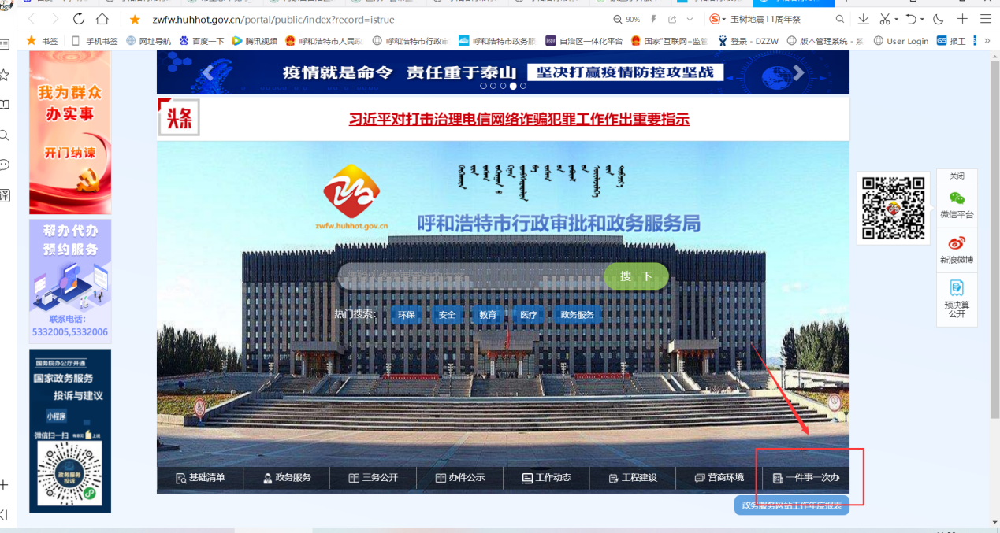 zwfw.huhhot.gov.cn/portal/public/index?record=istrue
90%
玉树地震11周年祭
书签
手机书签
网址导航
百度一下
腾讯视频
呼和浩特市人民政
呼和浩特市行政审
呼和浩特市政务服
自治区一体化平台
国家"互联网+监管
登录 - DZZW
版本管理系统 - 系
User Login
报工
译
我为群众
办实事
开门纳谏
帮办代办
预约服务
联系电话：
5332005,5332006
国务院办公厅开通
国家政务服务
投诉与建议
小程序
微信扫一扫
政务服务
投诉
疫情就是命令 责任重于泰山 坚决打赢疫情防控攻坚战
头条
习近平对打击治理电信网络诈骗犯罪工作作出重要指示
zwfw.huhhot.gov.cn
呼和浩特市行政审批和政务服务局
搜一下
热门搜索：
环保
安全
教育
医疗
政务服务
基础清单
政务服务
三务公开
办件公示
工作动态
工程建设
营商环境
一件事一次办
政务服务网站工作年度报表
关闭
微信平台
新浪微博
预决算
公开